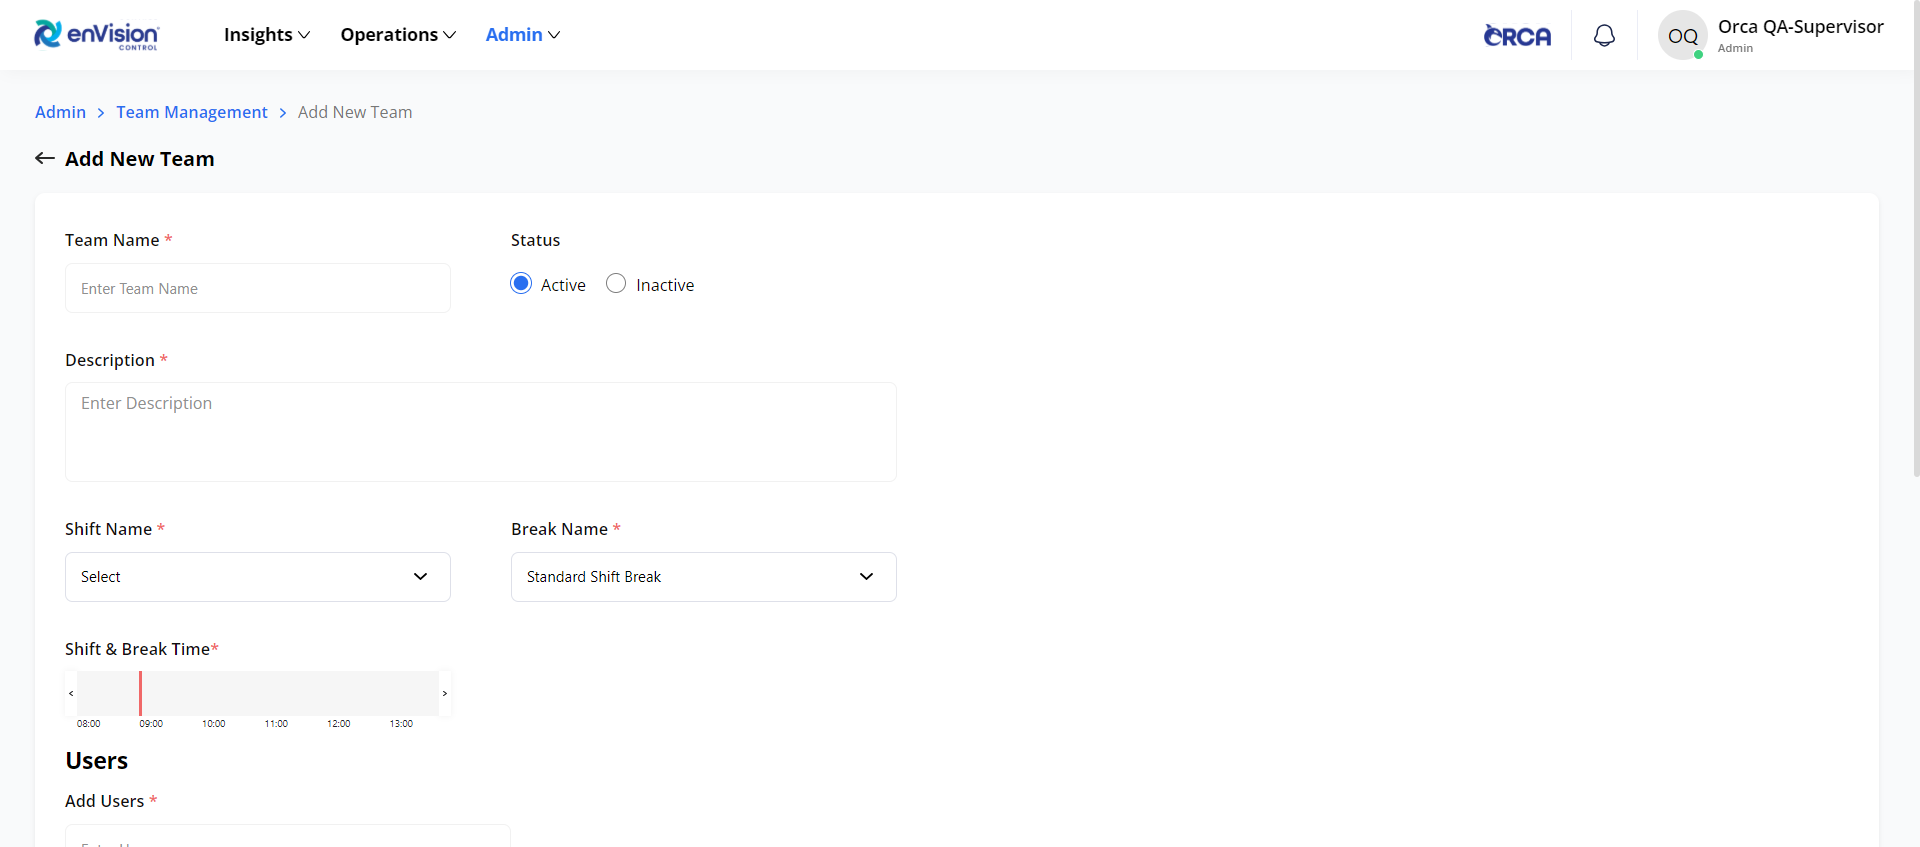 enVision CONTROL
Insights
Operations
Admin
ORCA
OQ
Orca QA-Supervisor
Admin
Admin > Team Management > Add New Team
Add New Team
Team Name *
Status
Enter Team Name
Active
Inactive
Description *
Enter Description
Shift Name *
Break Name *
Select
Standard Shift Break
Shift & Break Time*
< >
08:00 09:00 10:00 11:00 12:00 13:00
Users
Add Users *